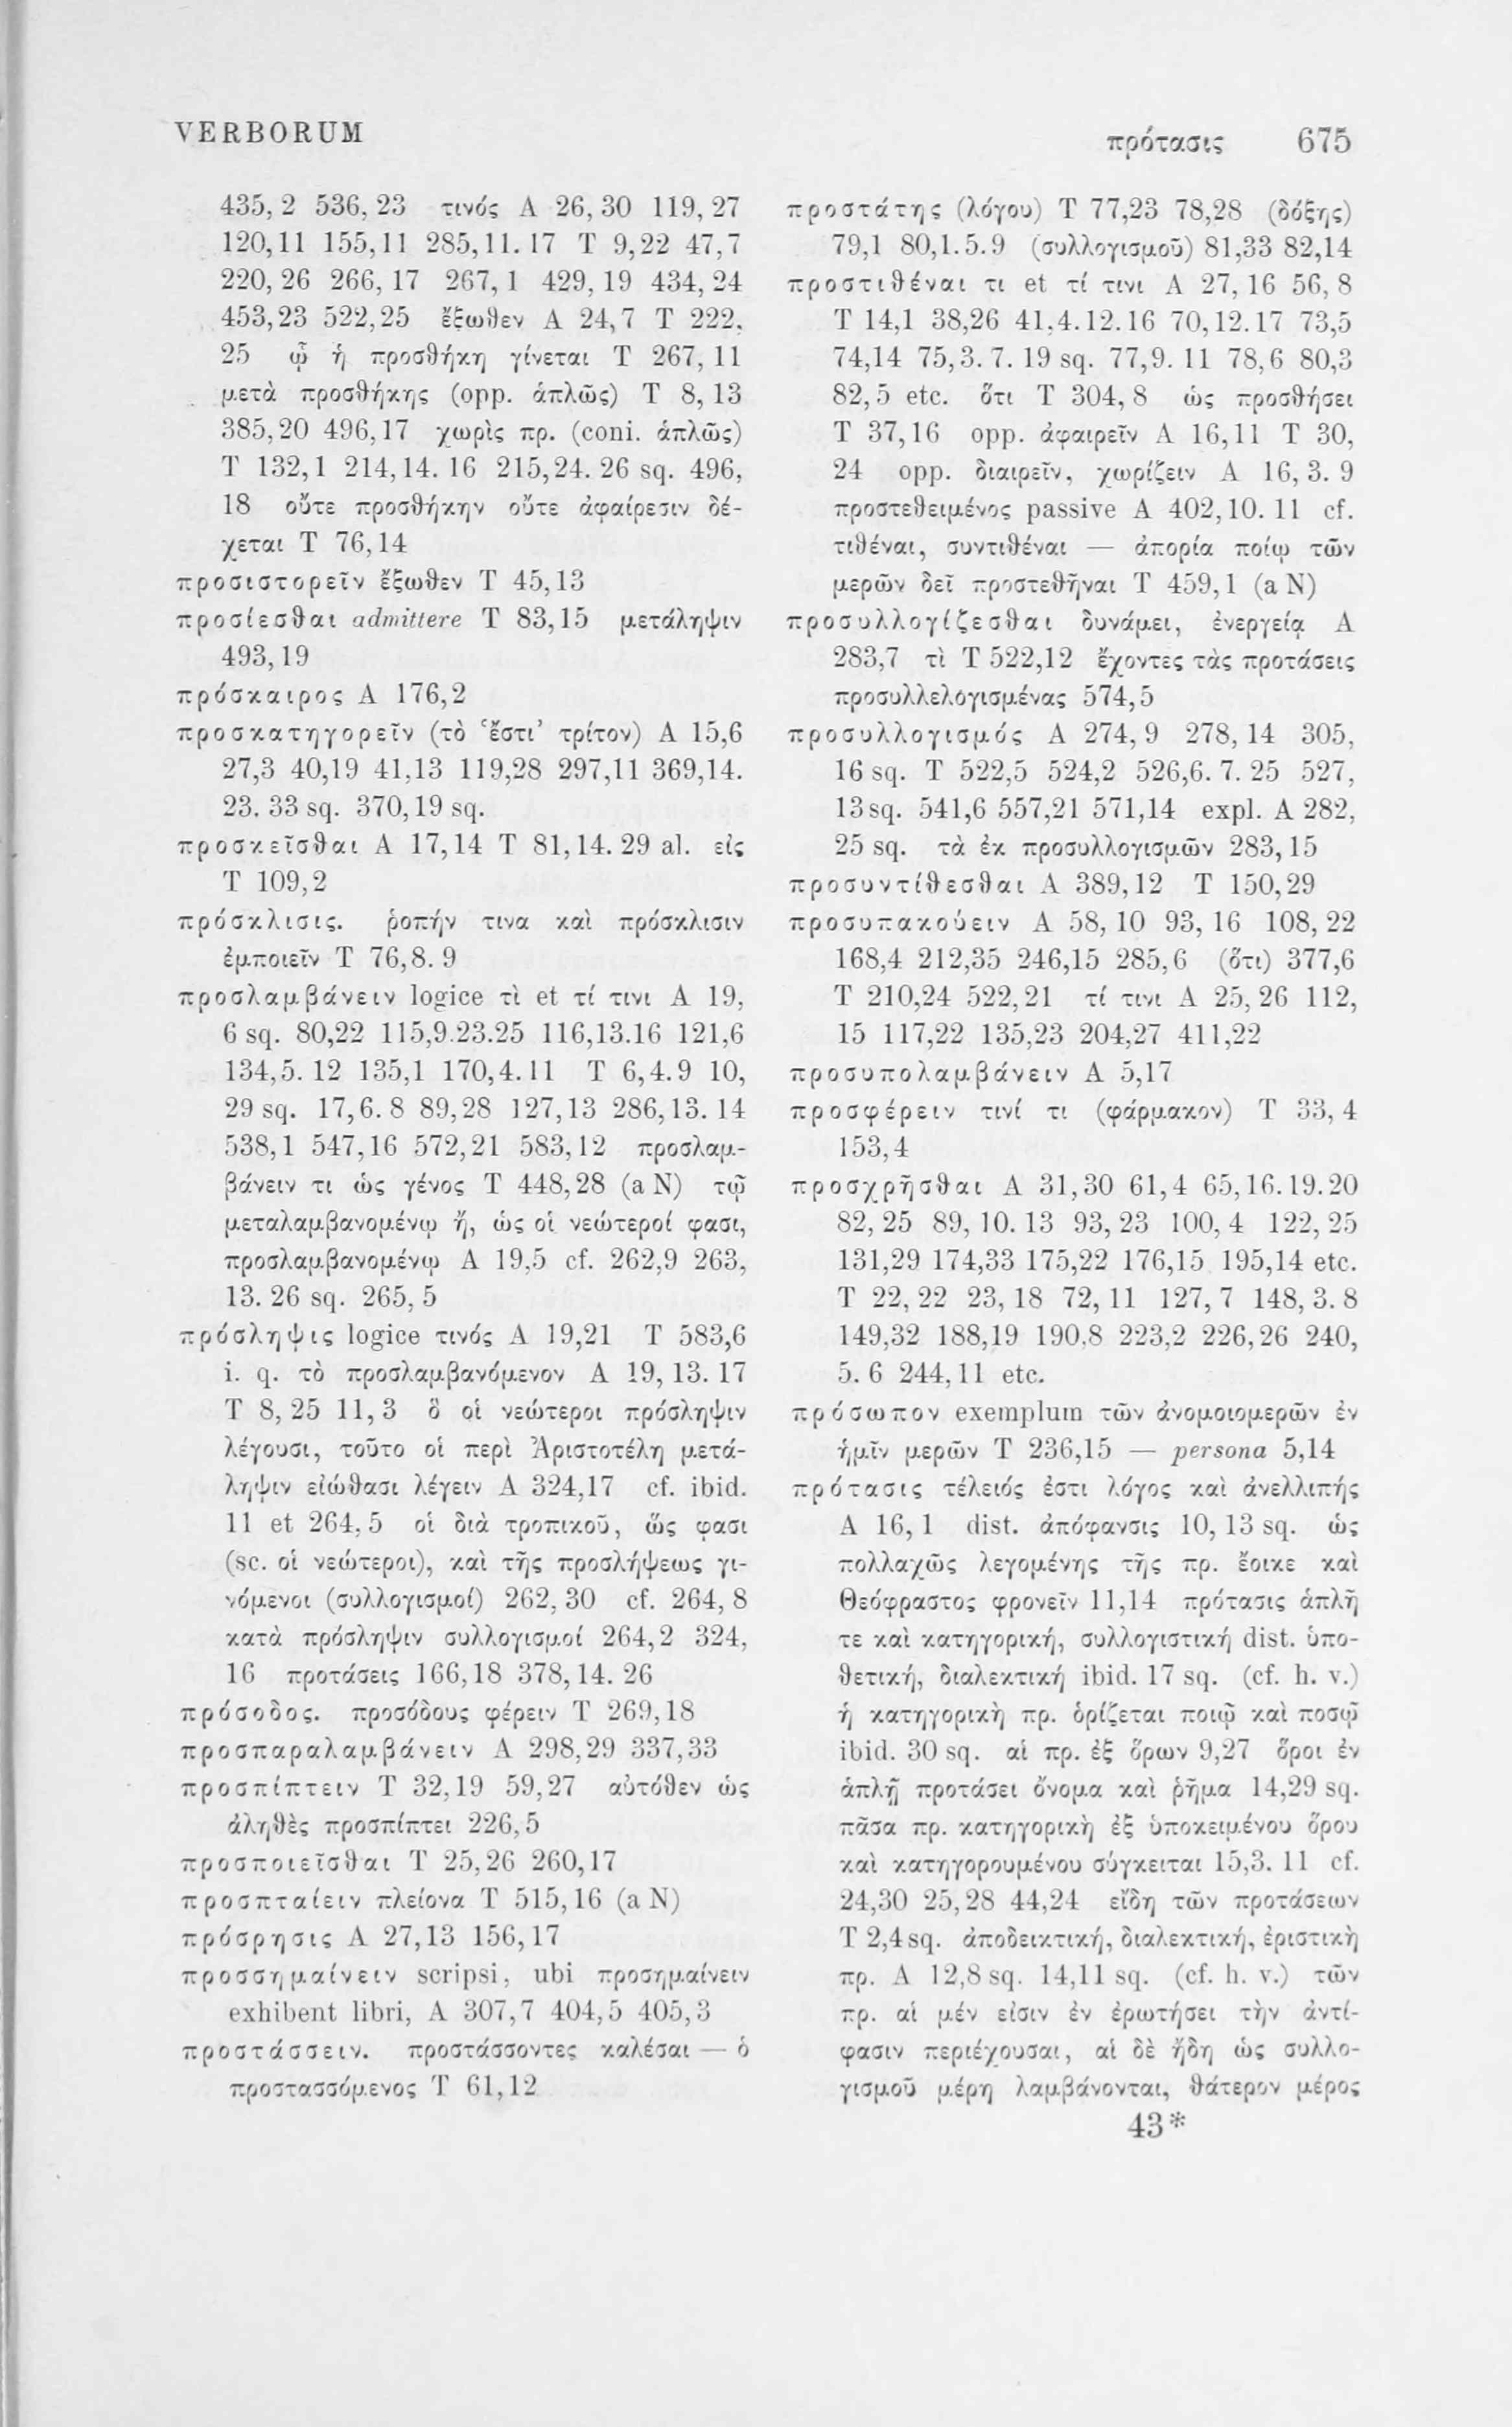 VERBORUM
πρότασις 675
435, 2 536, 23 τινός A 26, 30 119, 27
120,11 155,11 285,11. 17 T 9,22 47,7
220, 26 266, 17 267, 1 429, 19 434, 24
453,23 522,25 ἔξωθεν A 24,7 T 222,
25 ᾧ ἡ προσθήκη γίνεται T 267, 11
μετὰ προσθήκης (opp. ἁπλῶς) T 8, 13
385,20 496,17 χωρὶς πρ. (coni. ἁπλῶς)
T 132,1 214,14. 16 215,24. 26 sq. 496,
18 οὔτε προσθήκην οὔτε ἀφαίρεσιν δέ-
χεται T 76,14
προσιστορεῖν ἔξωθεν T 45,13
προσίεσθαι admittere T 83,15 μετάληψιν
493, 19
πρόσκαιρος A 176,2
προσκατηγορεῖν (τὸ ‘ἔστι’ τρίτον) A 15,6
27,3 40,19 41,13 119,28 297,11 369,14.
23. 33 sq. 370,19 sq.
προσκεῖσθαι A 17,14 T 81,14. 29 al. εἰς
T 109,2
πρόσκλισις. ῥοπήν τινα καὶ πρόσκλισιν
ἐμποιεῖν T 76,8. 9
προσλαμβάνειν logice τὶ et τί τινι A 19,
6 sq. 80,22 115,9.23.25 116,13.16 121,6
134,5. 12 135,1 170,4. 11 T 6,4. 9 10,
29 sq. 17,6. 8 89,28 127,13 286,13. 14
538,1 547,16 572,21 583,12 προσλαμ-
βάνειν τι ὡς γένος T 448,28 (a N) τῷ
μεταλαμβανομένῳ ἤ, ὡς οἱ νεώτεροί φασι,
προσλαμβανομένῳ A 19,5 cf. 262,9 263,
13. 26 sq. 265, 5
πρόσληψις logice τινός A 19,21 T 583,6
i. q. τὸ προσλαμβανόμενον A 19, 13. 17
T 8, 25 11, 3 ὃ οἱ νεώτεροι πρόσληψιν
λέγουσι, τοῦτο οἱ περὶ Ἀριστοτέλη μετά-
ληψιν εἰώθασι λέγειν A 324,17 cf. ibid.
11 et 264, 5 οἱ διὰ τροπικοῦ, ὥς φασι
(sc. οἱ νεώτεροι), καὶ τῆς προσλήψεως γι-
νόμενοι (συλλογισμοί) 262, 30 cf. 264, 8
κατὰ πρόσληψιν συλλογισμοί 264,2 324,
16 προτάσεις 166,18 378,14. 26
πρόσοδος. προσόδους φέρειν T 269,18
προσπαραλαμβάνειν A 298,29 337,33
προσπίπτειν T 32,19 59,27 αὐτόθεν ὡς
ἀληθὲς προσπίπτει 226,5
προσποιεῖσθαι T 25,26 260,17
προσπταίειν πλείονα T 515,16 (a N)
πρόσρησις A 27,13 156,17
προσσημαίνειν scripsi, ubi προσημαίνειν
exhibent libri, A 307,7 404,5 405,3
προστάσσειν. προστάσσοντες καλέσαι — ὁ
προστασσόμενος T 61,12
προστάτης (λόγου) T 77,23 78,28 (δόξης)
79,1 80,1. 5. 9 (συλλογισμοῦ) 81,33 82,14
προστιθέναι τι et τί τινι A 27, 16 56, 8
T 14,1 38,26 41,4.12.16 70,12.17 73,5
74,14 75,3. 7. 19 sq. 77,9. 11 78,6 80,3
82,5 etc. ὅτι T 304, 8 ὡς προσθήσει
T 37,16 opp. ἀφαιρεῖν A 16,11 T 30,
24 opp. διαιρεῖν, χωρίζειν A 16, 3. 9
προστεθειμένος passive A 402,10. 11 cf.
τιθέναι, συντιθέναι — ἀπορία ποίῳ τῶν
μερῶν δεῖ προστεθῆναι T 459,1 (a N)
προσυλλογίζεσθαι δυνάμει, ἐνεργείᾳ A
283,7 τὶ T 522,12 ἔχοντες τὰς προτάσεις
προσυλλελογισμένας 574,5
προσυλλογισμός A 274, 9 278, 14 305,
16 sq. T 522,5 524,2 526,6. 7. 25 527,
13 sq. 541,6 557,21 571,14 expl. A 282,
25 sq. τὰ ἐκ προσυλλογισμῶν 283, 15
προσυντίθεσθαι A 389,12 T 150,29
προσυπακούειν A 58, 10 93, 16 108, 22
168,4 212,35 246,15 285,6 (ὅτι) 377,6
T 210,24 522,21 τί τινι A 25, 26 112,
15 117,22 135,23 204,27 411,22
προσυπολαμβάνειν A 5,17
προσφέρειν τινί τι (φάρμακον) T 33, 4
153,4
προσχρῆσθαι A 31,30 61,4 65,16.19.20
82, 25 89, 10. 13 93, 23 100, 4 122, 25
131,29 174,33 175,22 176,15 195,14 etc.
T 22, 22 23, 18 72, 11 127, 7 148, 3. 8
149,32 188,19 190,8 223,2 226,26 240,
5. 6 244,11 etc.
πρόσωπον exemplum τῶν ἀνομοιομερῶν ἐν
ἡμῖν μερῶν T 236,15 — persona 5,14
πρότασις τέλειός ἐστι λόγος καὶ ἀνελλιπής
A 16, 1 dist. ἀπόφανσις 10, 13 sq. ὡς
πολλαχῶς λεγομένης τῆς πρ. ἔοικε καὶ
Θεόφραστος φρονεῖν 11,14 πρότασις ἁπλῆ
τε καὶ κατηγορική, συλλογιστική dist. ὑπο-
θετική, διαλεκτική ibid. 17 sq. (cf. h. v.)
ἡ κατηγορικὴ πρ. ὁρίζεται ποιῷ καὶ ποσῷ
ibid. 30 sq. αἱ πρ. ἐξ ὅρων 9,27 ὅροι ἐν
ἁπλῇ προτάσει ὄνομα καὶ ῥῆμα 14,29 sq.
πᾶσα πρ. κατηγορικὴ ἐξ ὑποκειμένου ὅρου
καὶ κατηγορουμένου σύγκειται 15,3. 11 cf.
24,30 25,28 44,24 εἴδη τῶν προτάσεων
T 2,4 sq. ἀποδεικτική, διαλεκτική, ἐριστικὴ
πρ. A 12,8 sq. 14,11 sq. (cf. h. v.) τῶν
πρ. αἱ μέν εἰσιν ἐν ἐρωτήσει τὴν ἀντί-
φασιν περιέχουσαι, αἱ δὲ ἤδη ὡς συλλο-
γισμοῦ μέρη λαμβάνονται, θάτερον μέρος
43*